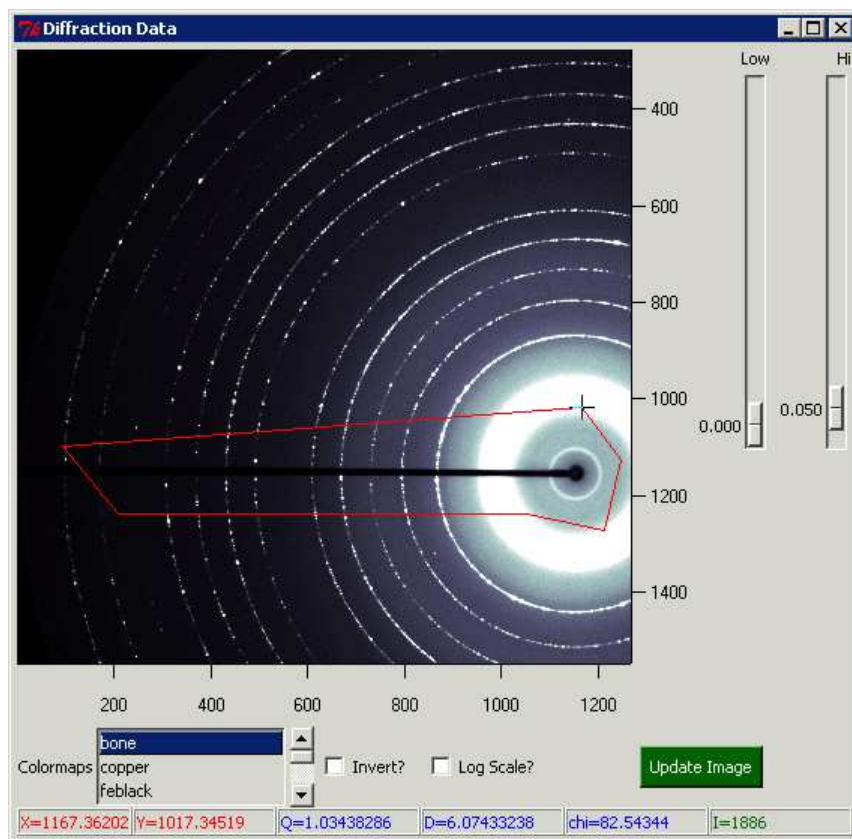 Diffraction Data
Low Hi
400
600
800
1000
0.000 0.050
1200
1400
200 400 600 800 1000 1200
bone
Colormaps copper
feblack
Invert? Log Scale? Update Image
X=1167.36202 Y=1017.34519 Q=1.03438286 D=6.07433238 chi=82.54344 I=1886